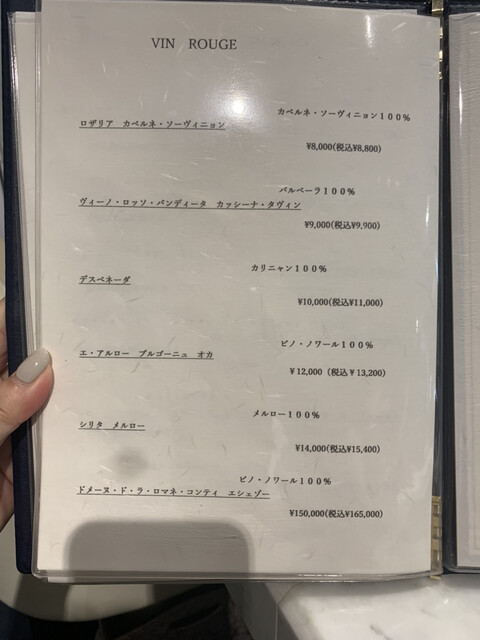 VIN ROUGE
カベルネ・ソーヴィニョン100%
ロザリア カベルネ・ソーヴィニョン
¥8,000(税込¥8,800)
バルベーラ100%
ヴィーノ・ロッソ・バンディータ カッシーナ・タヴィン
¥9,000(税込¥9,900)
カリニャン100%
デスペネーダ
¥10,000(税込¥11,000)
ピノ・ノワール100%
エ・アルロー ブルゴーニュ オカ
¥12,000 (税込¥13,200)
メルロー100%
シリタ メルロー
¥14,000(税込¥15,400)
ピノ・ノワール100%
ドメーヌ・ド・ラ・ロマネ・コンティ エシェゾー
¥150,000(税込¥165,000)